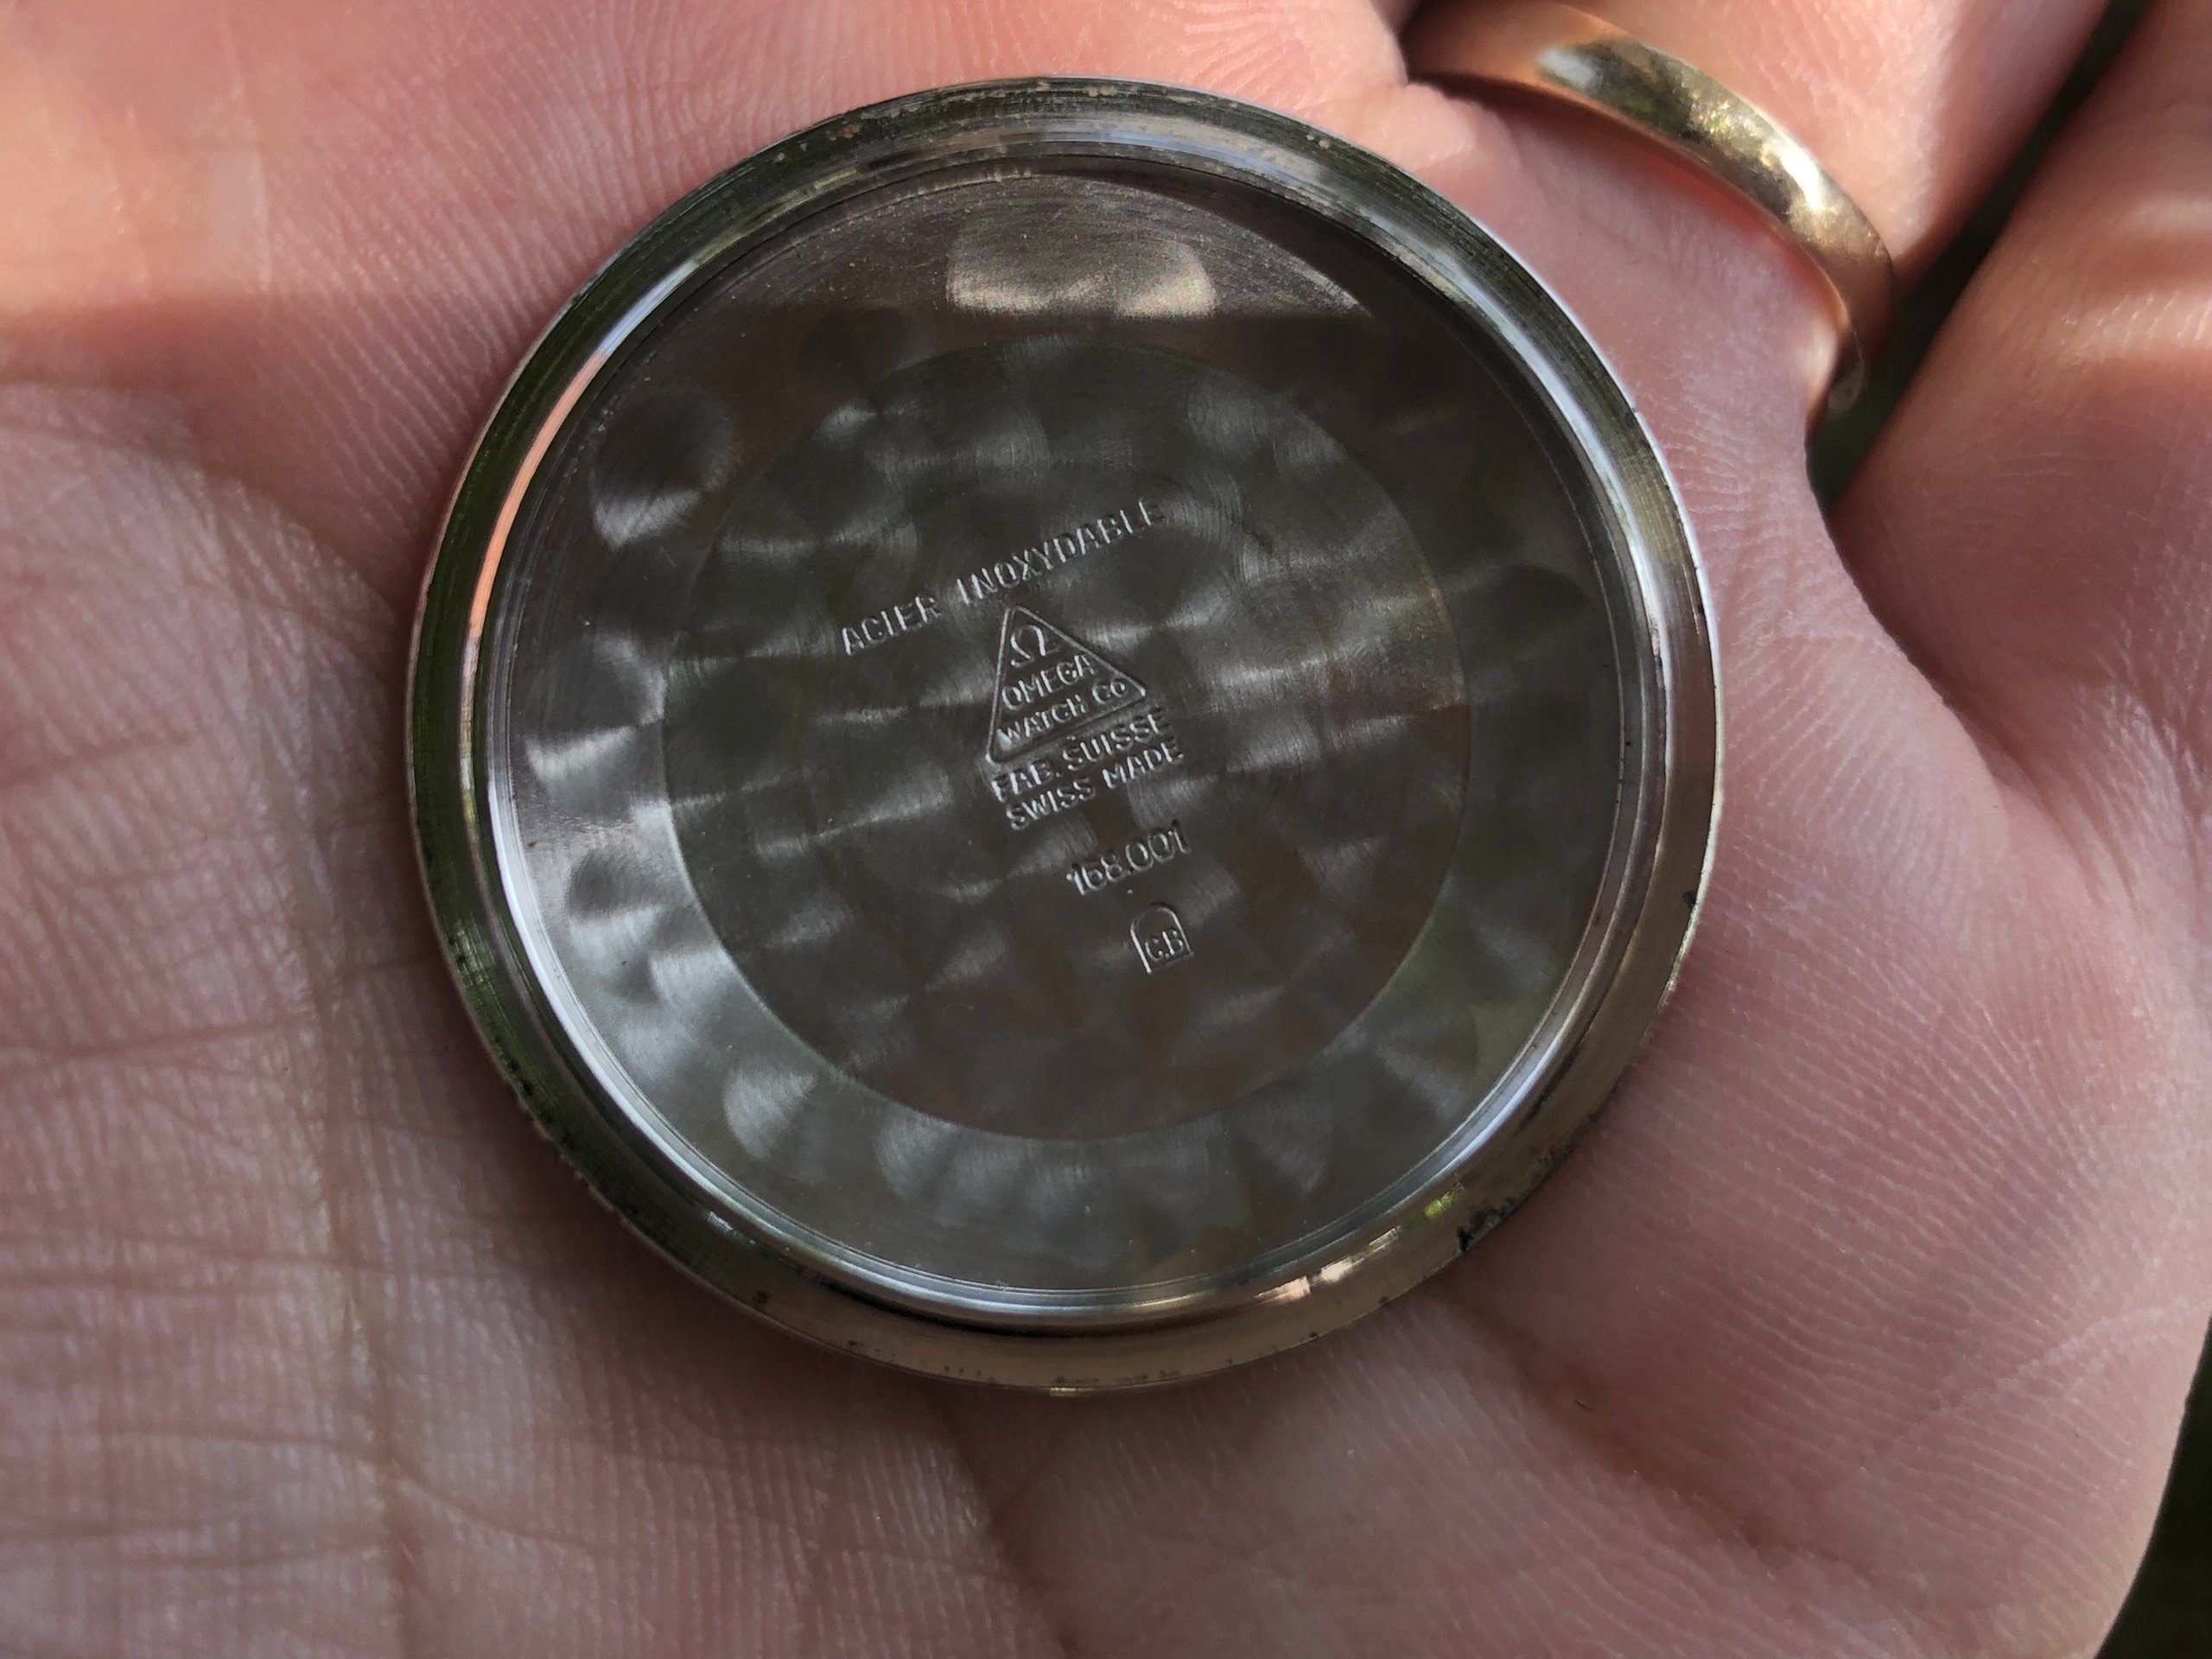 ACIER INOXYDABLE
Ω
OMEGA
WATCH Co
FAB. SUISSE
SWISS MADE
168.001
C.B